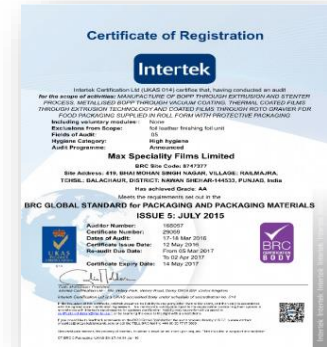 Certificate of Registration
Intertek
Intertek Certification Ltd (UKAS 014) certifies that, having conducted an audit
for the scope of activities: MANUFACTURE OF BOPP THROUGH EXTRUSION AND STENTER
PROCESS, METALLISED BOPP THROUGH VACUUM COATING, THERMAL COATED FILMS
THROUGH EXTRUSION TECHNOLOGY AND COATED FILMS THROUGH ROTO GRAVIER FOR
FOOD PACKAGING SUPPLIED IN ROLL FORM WITH PROTECTIVE PACKAGING
Including voluntary modules: None
Exclusions from Scope: foil leather finishing foil unit
Fields of Audit: 05
Hygiene Category: High hygiene
Audit Programme: Announced
Max Speciality Films Limited
BRC Site Code: 8747377
Site Address: 419, BHAI MOHAN SINGH NAGAR, VILLAGE: RAILMAJRA,
TEHSIL: BALACHAUR, DISTRICT: NAWAN SHEHAR-144533, PUNJAB, India
Has achieved Grade: AA
Meets the requirements set out in the
BRC GLOBAL STANDARD for PACKAGING AND PACKAGING MATERIALS
ISSUE 5: JULY 2015
Auditor Number: 168067
Certificate Number:
Dates of Audit: 17-18 Mar 2016
Certificate Issue Date: 12 May 2016
Re-audit Due Date: From 05 Mar 2017
To 02 Apr 2017
Certificate Expiry Date: 14 May 2017
UKAS
BRC
CERTIFICATION
BODY